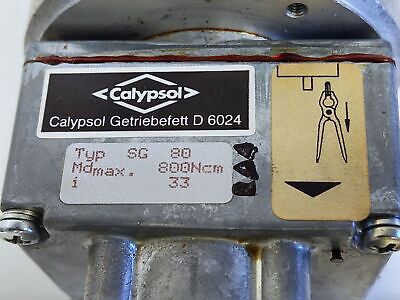 <Calypsol>
Calypsol Getriebefett D 6024
Typ SG 80
Mdmax. 800Ncm
i 33